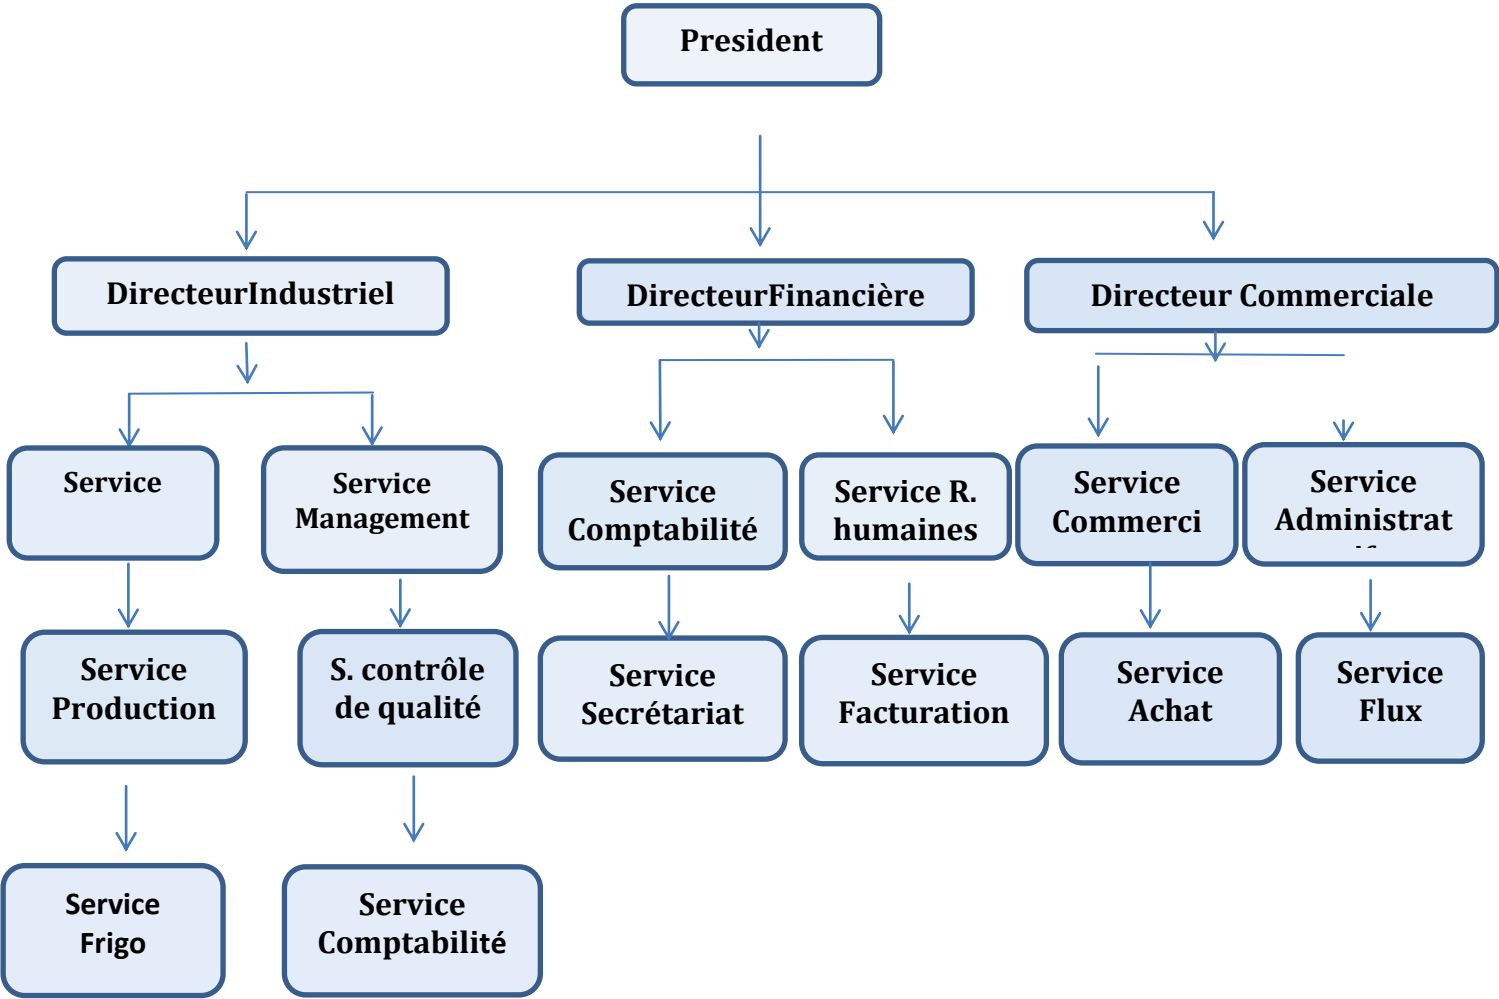 President
DirecteurIndustriel
DirecteurFinancière
Directeur Commerciale
Service
Service
Management
Service
Comptabilité
Service R.
humaines
Service
Commerci
Service
Administrat
Service
Production
S. contrôle
de qualité
Service
Secrétariat
Service
Facturation
Service
Achat
Service
Flux
Service
Frigo
Service
Comptabilité